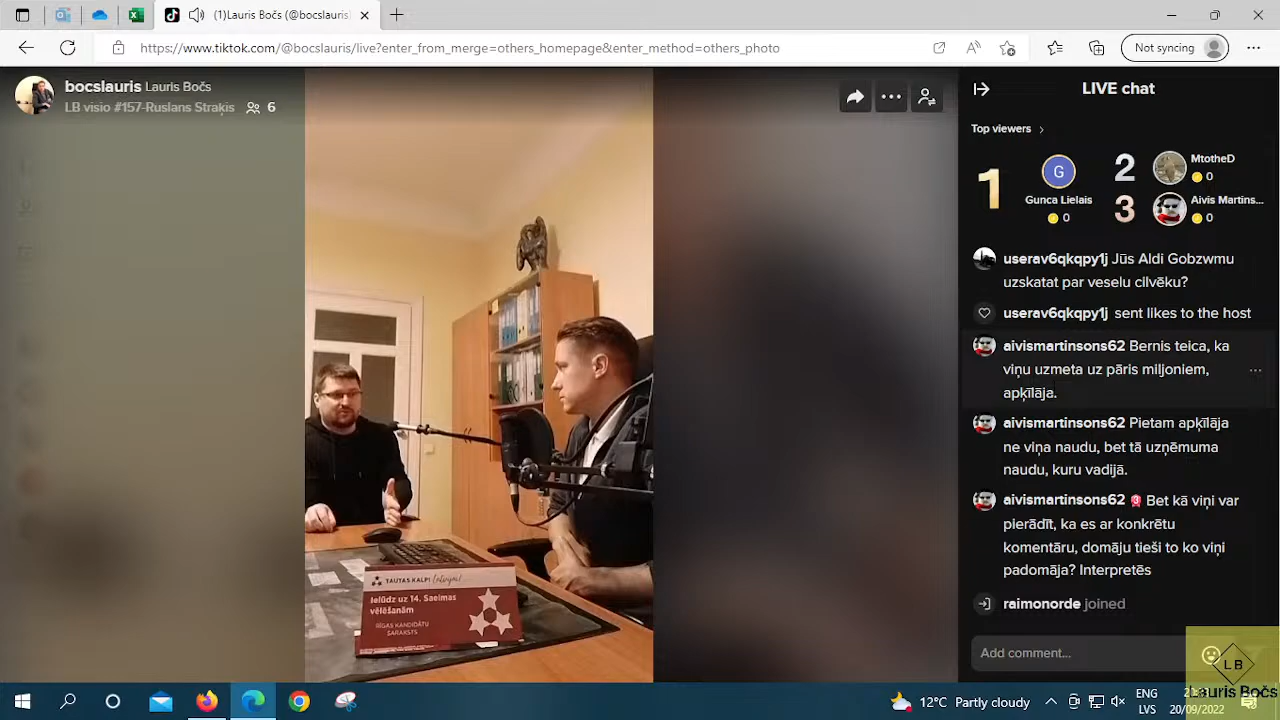 (1)Lauris Bočs (@bocslauris
https://www.tiktok.com/@bocslauris/live?enter_from_merge=others_homepage&enter_method=others_photo
Not syncing
bocslauris Lauris Bočs
LB visio #157-Ruslans Straķis 6
LIVE chat
Top viewers
1
G
Gunca Lielais
0
2
MtotheD
0
3
Aivis Martins...
0
userav6qkqpy1j Jūs Aldi Gobzwmu
uzskatat par veselu cilvēku?
userav6qkqpy1j sent likes to the host
aivismartinsons62 Bernis teica, ka
viņu uzmeta uz pāris miljoniem,
apķīlāja.
aivismartinsons62 Pietam apķīlāja
ne viņa naudu, bet tā uzņēmuma
naudu, kuru vadīja.
aivismartinsons62 3 Bet kā viņi var
pierādīt, ka es ar konkrētu
komentāru, domāju tieši to ko viņi
padomāja? Interpretēs
raimonorde joined
Add comment...
TAUTAS KALPI Latvijai
Ielūdz uz 14. Saeimas
vēlēšanām
RĪGAS KANDIDĀTU
SARAKSTS
LB
Lauris Bočs
12°C Partly cloudy
ENG
LVS
20/09/2022